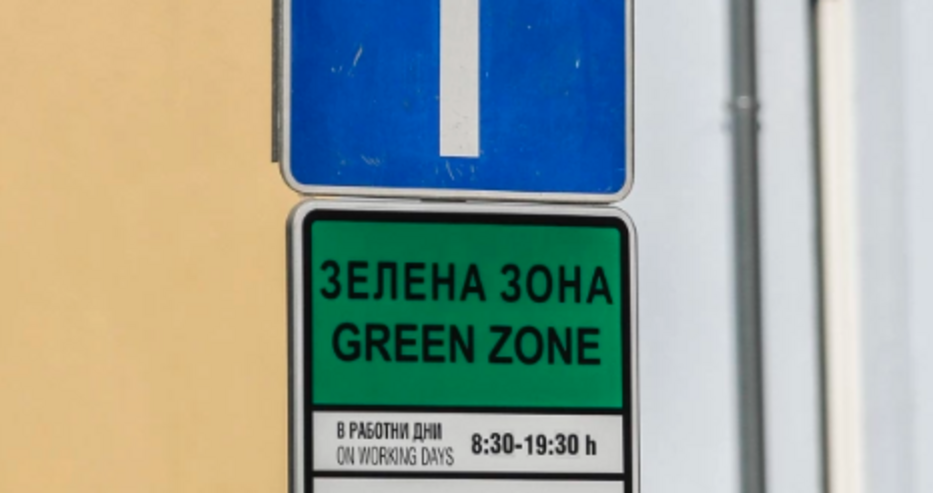 ЗЕЛЕНА ЗОНА
GREEN ZONE
В РАБОТНИ ДНИ
ON WORKING DAYS
8:30-19:30 h